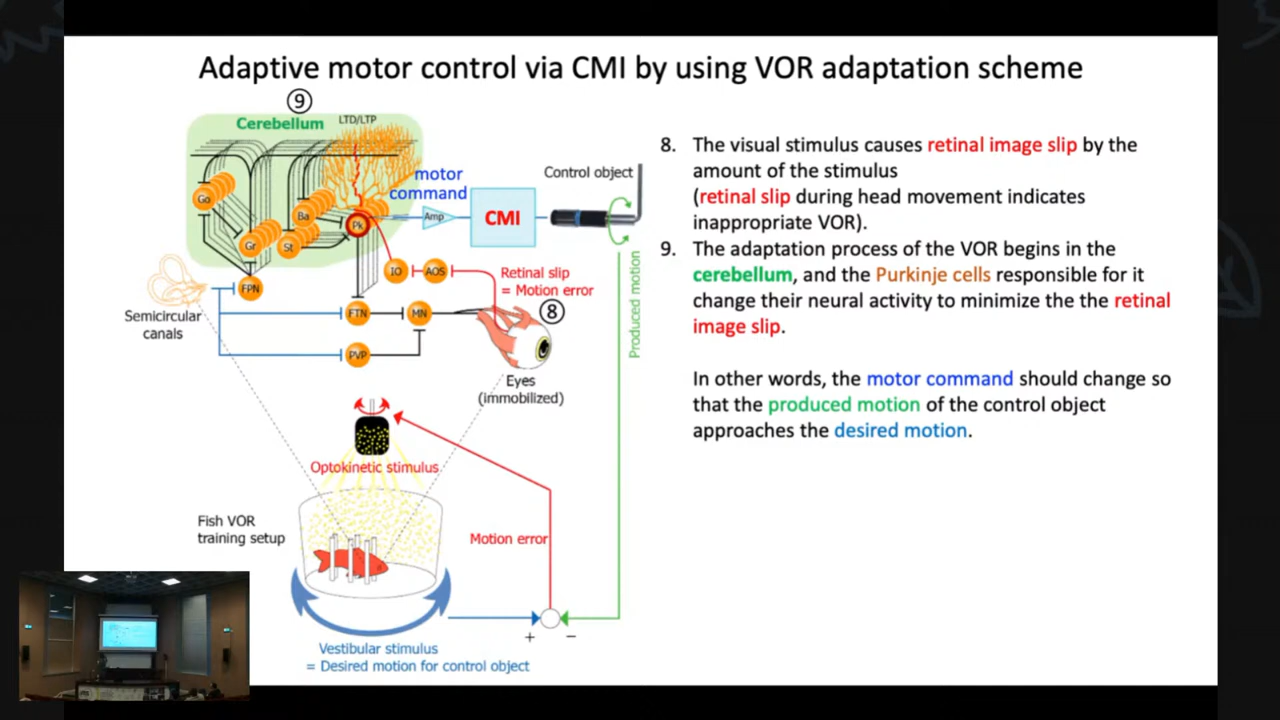 Adaptive motor control via CMI by using VOR adaptation scheme
⑨
Cerebellum
LTD/LTP
Go
Gr
Ba
St
Pk
motor
command
Amp
CMI
Control object
IO
AOS
Retinal slip
= Motion error
⑧
FPN
FTN
MN
PVP
Semicircular
canals
Eyes
(immobilized)
Produced motion
Optokinetic stimulus
Fish VOR
training setup
Motion error
+
−
Vestibular stimulus
= Desired motion for control object
8. The visual stimulus causes retinal image slip by the
amount of the stimulus
(retinal slip during head movement indicates
inappropriate VOR).
9. The adaptation process of the VOR begins in the
cerebellum, and the Purkinje cells responsible for it
change their neural activity to minimize the the retinal
image slip.
In other words, the motor command should change so
that the produced motion of the control object
approaches the desired motion.